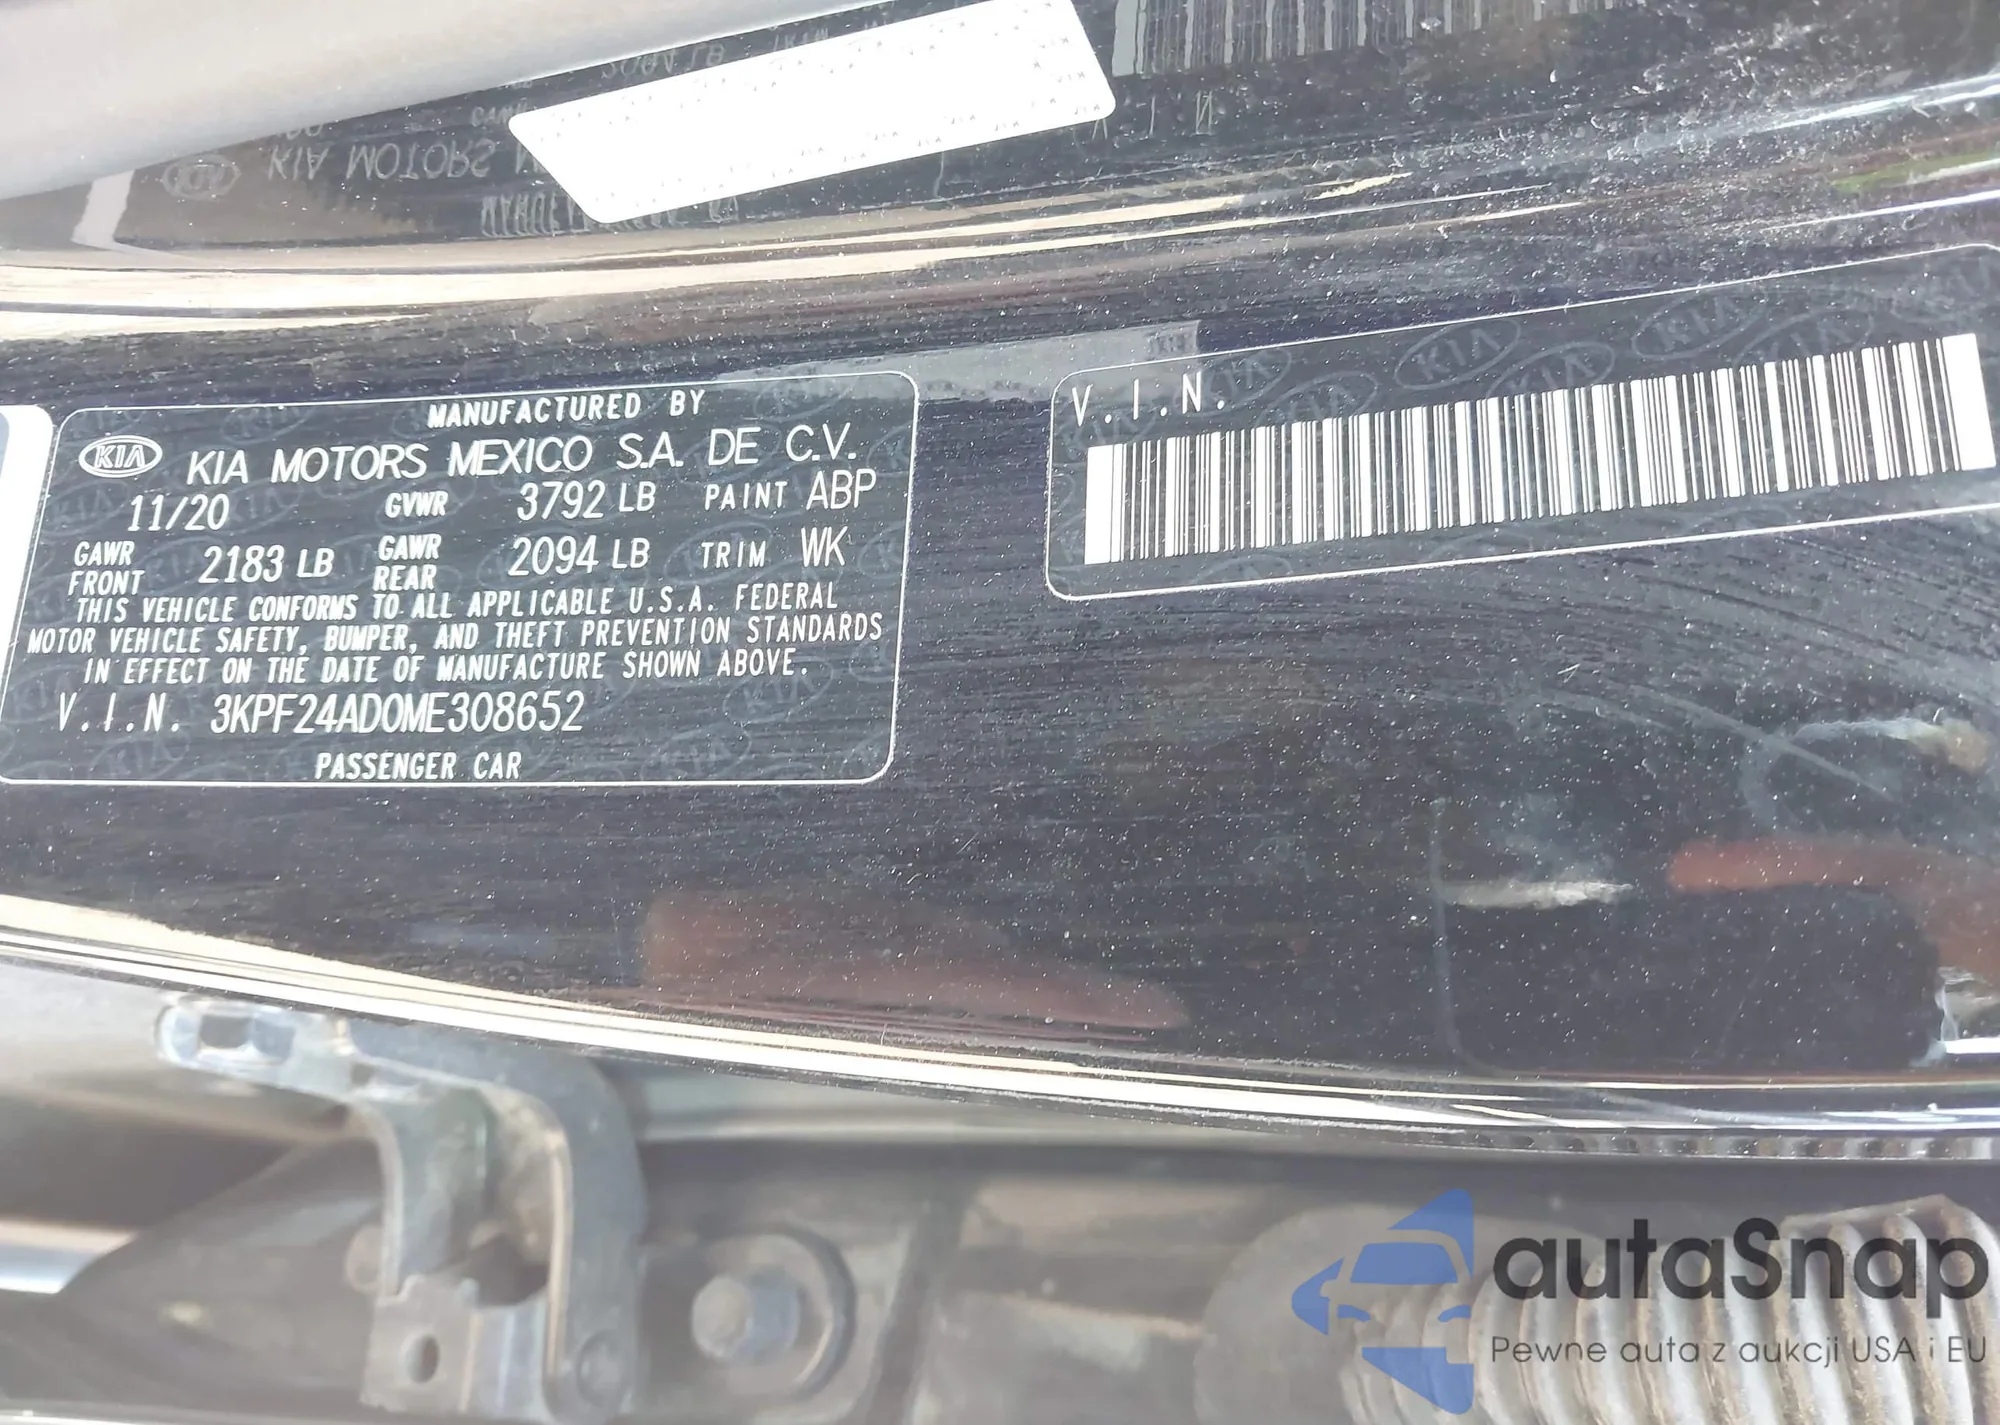 MANUFACTURED BY
KIA KIA MOTORS MEXICO S.A. DE C.V.
11/20 GVWR 3792 LB PAINT ABP
GAWR FRONT 2183 LB GAWR REAR 2094 LB TRIM WK
THIS VEHICLE CONFORMS TO ALL APPLICABLE U.S.A. FEDERAL
MOTOR VEHICLE SAFETY, BUMPER, AND THEFT PREVENTION STANDARDS
IN EFFECT ON THE DATE OF MANUFACTURE SHOWN ABOVE.
V.I.N. 3KPF24AD0ME308652
PASSENGER CAR
V.I.N.
autaSnap
Pewne auta z aukcji USA i EU